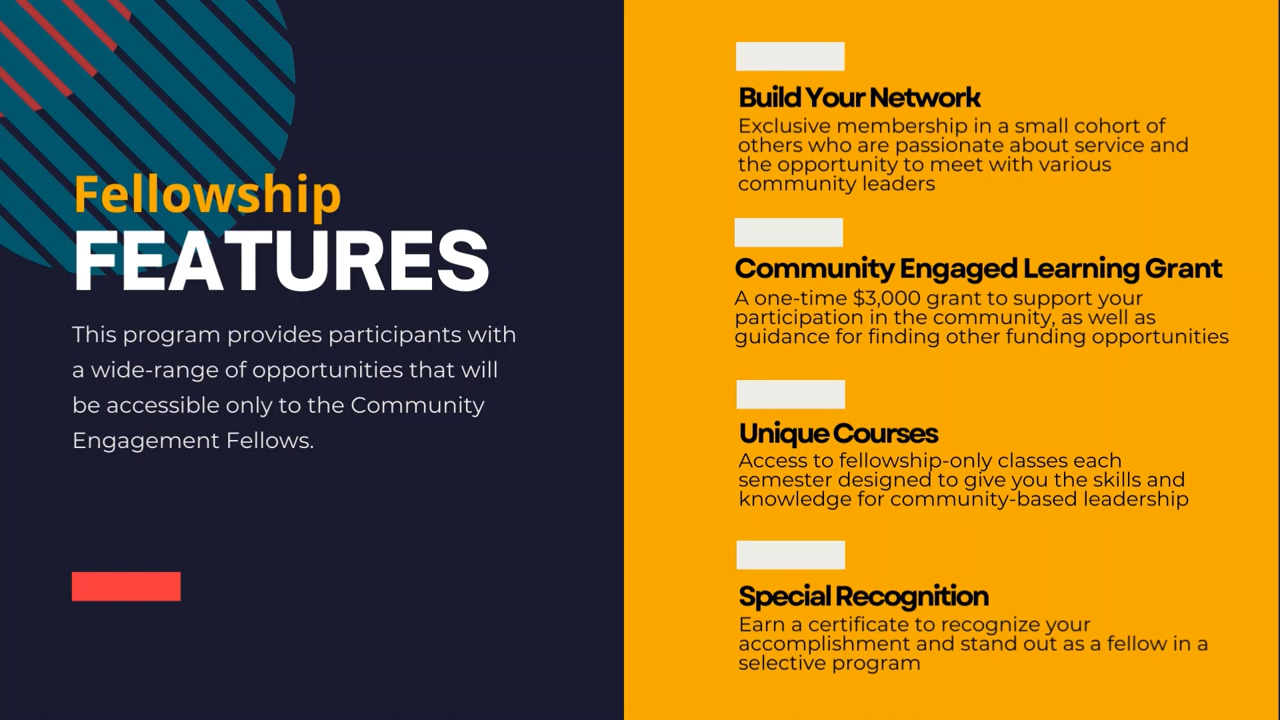 Fellowship
FEATURES
This program provides participants with
a wide-range of opportunities that will
be accessible only to the Community
Engagement Fellows.
Build Your Network
Exclusive membership in a small cohort of
others who are passionate about service and
the opportunity to meet with various
community leaders
Community Engaged Learning Grant
A one-time $3,000 grant to support your
participation in the community, as well as
guidance for finding other funding opportunities
Unique Courses
Access to fellowship-only classes each
semester designed to give you the skills and
knowledge for community-based leadership
Special Recognition
Earn a certificate to recognize your
accomplishment and stand out as a fellow in a
selective program